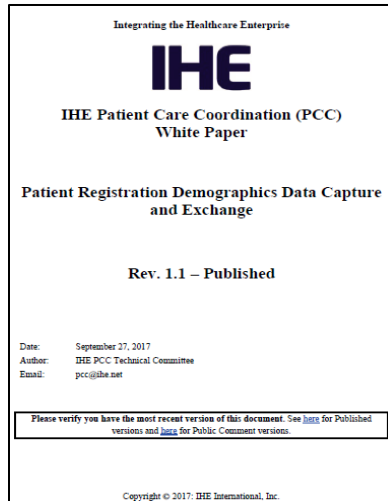 Integrating the Healthcare Enterprise
IHE
IHE Patient Care Coordination (PCC)
White Paper
Patient Registration Demographics Data Capture
and Exchange
Rev. 1.1 – Published
Date: September 27, 2017
Author: IHE PCC Technical Committee
Email: pcc@ihe.net
Please verify you have the most recent version of this document. See here for Published
versions and here for Public Comment versions.
Copyright © 2017: IHE International, Inc.